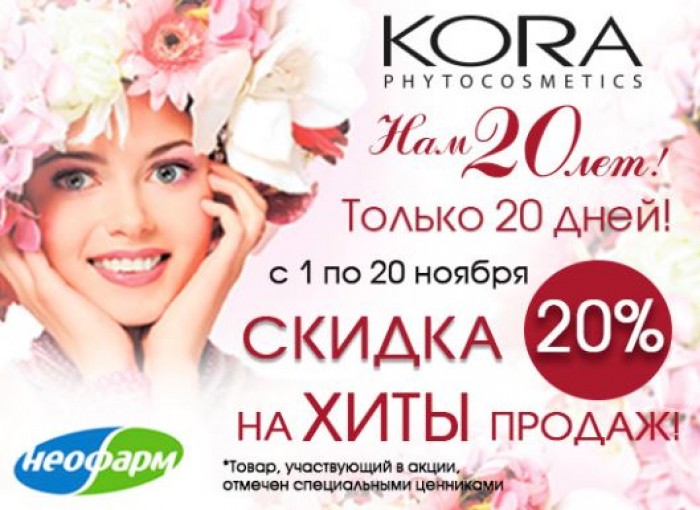 KORA
PHYTOCOSMETICS
Нам 20 лет!
Только 20 дней!
с 1 по 20 ноября
СКИДКА 20%
НА ХИТЫ ПРОДАЖ!
неофарм
*Товар, участвующий в акции,
отмечен специальными ценниками